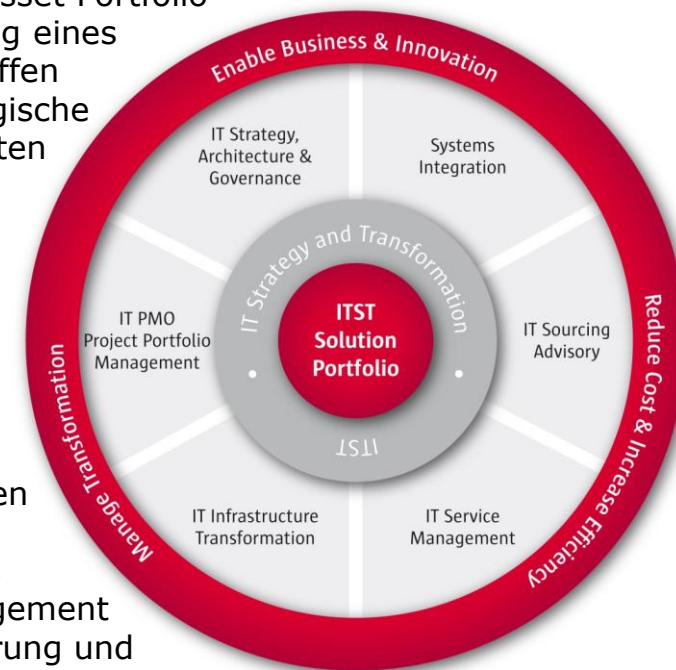 sset Portfolio
g eines
ffen
gische
ten
en
gement
rung und
Enable Business & Innovation
IT Strategy,
Architecture &
Governance
Systems
Integration
IT Strategy and Transformation
ITST
Solution
Portfolio
IT PMO
Project Portfolio
Management
IT Sourcing
Advisory
ITST
IT Infrastructure
Transformation
IT Service
Management
Manage Transformation
Reduce Cost & Increase Efficiency